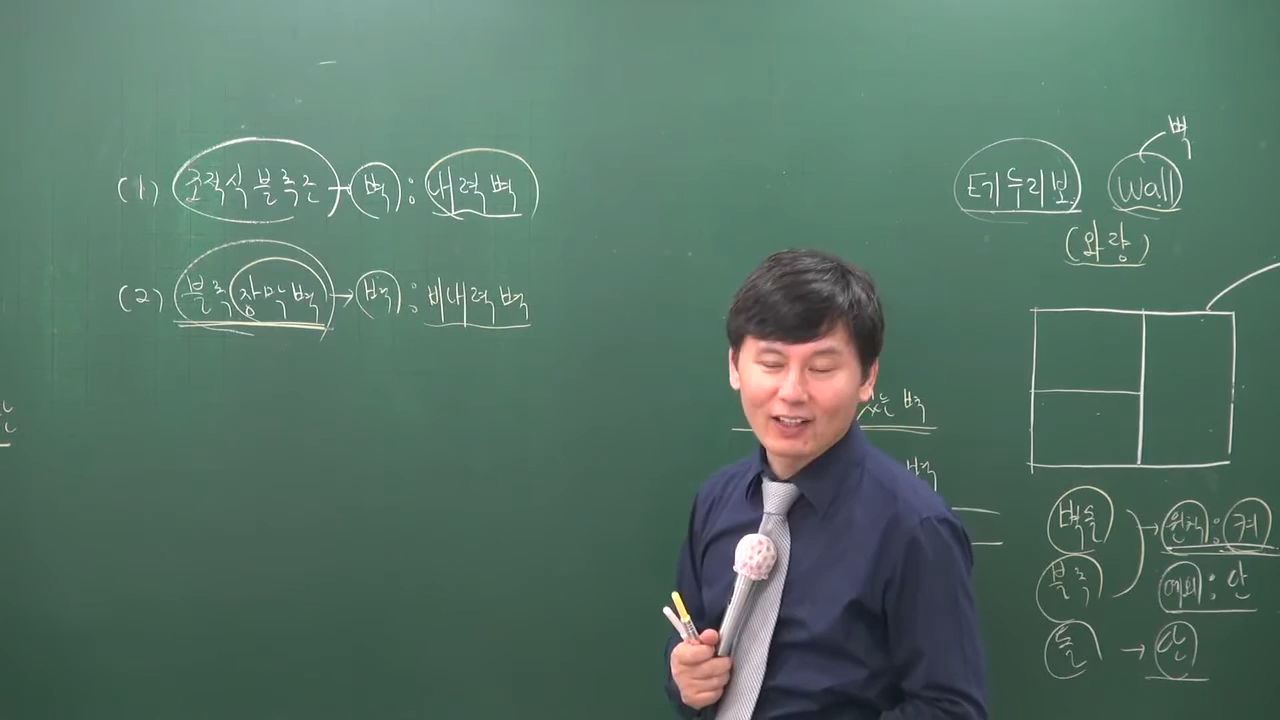 (1) 조적식 블록조 → 벽 : 내력벽
(2) 블록장막벽 → 벽 : 비내력벽
벽
테두리보 Wall
(와량)
벽
벽
벽돌 → 원칙 : 켜
블록 예외 : 단
돌 → 단